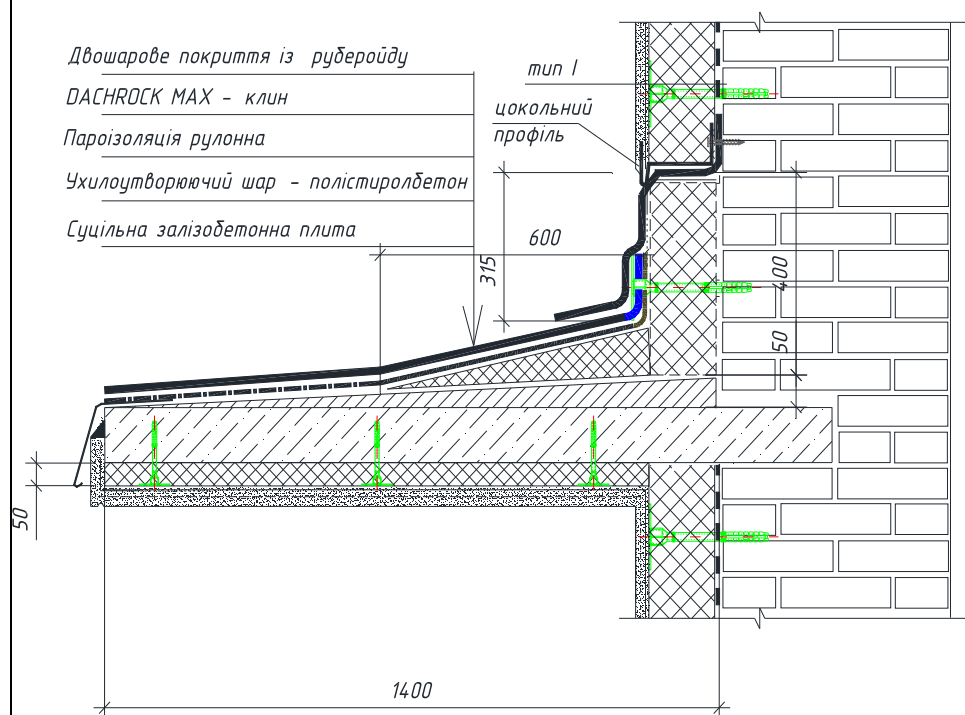 Двошарове покриття із руберойду
DACHROCK MAX - клин
Пароізоляція рулонна
Ухилоутворюючий шар - полістиролбетон
Суцільна залізобетонна плита
тип І
цокольний
профіль
600
315
400
50
50
1400